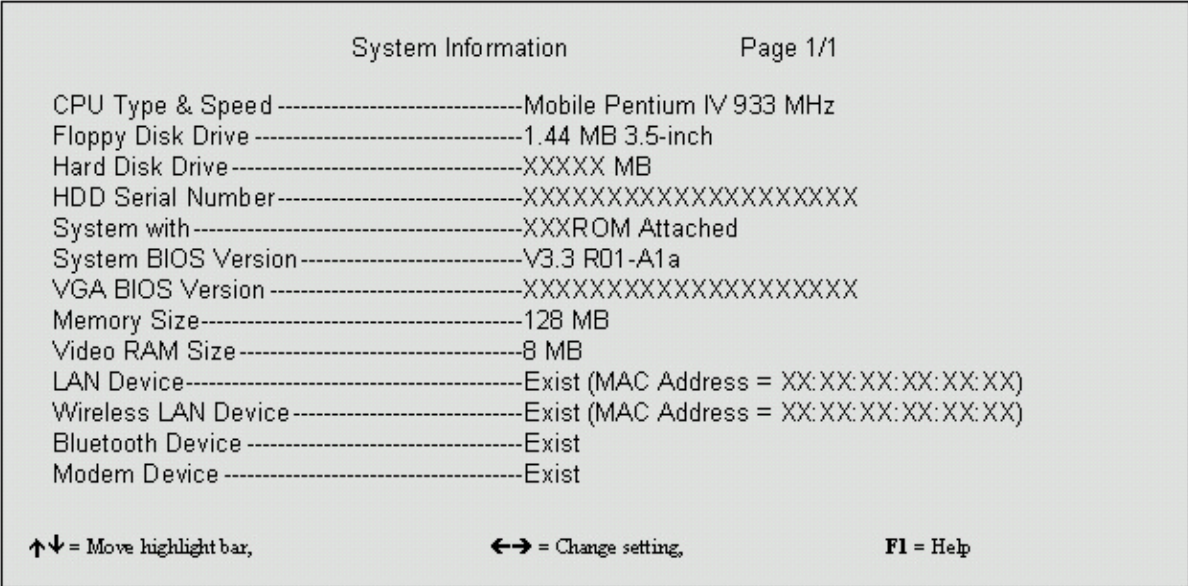 System Information Page 1/1
CPU Type & Speed--------------------------------Mobile Pentium IV 933 MHz
Floppy Disk Drive -----------------------------------1.44 MB 3.5-inch
Hard Disk Drive--------------------------------------XXXXX MB
HDD Serial Number--------------------------------XXXXXXXXXXXXXXXXXXXX
System with-------------------------------------------XXXROM Attached
System BIOS Version-----------------------------V3.3 R01-A1a
VGA BIOS Version ---------------------------------XXXXXXXXXXXXXXXXXXXX
Memory Size------------------------------------------128 MB
Video RAM Size-------------------------------------8 MB
LAN Device--------------------------------------------Exist (MAC Address = XX:XX:XX:XX:XX:XX)
Wireless LAN Device------------------------------Exist (MAC Address = XX:XX:XX:XX:XX:XX)
Bluetooth Device ------------------------------------Exist
Modem Device ---------------------------------------Exist
↑↓ = Move highlight bar, ←→ = Change setting, F1 = Help